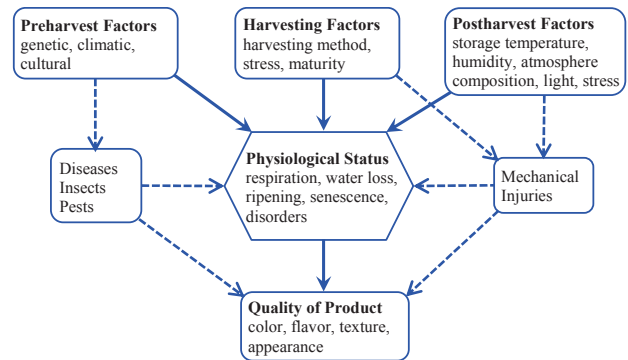 Preharvest Factors
genetic, climatic,
cultural
Harvesting Factors
harvesting method,
stress, maturity
Postharvest Factors
storage temperature,
humidity, atmosphere
composition, light, stress
Diseases
Insects
Pests
Physiological Status
respiration, water loss,
ripening, senescence,
disorders
Mechanical
Injuries
Quality of Product
color, flavor, texture,
appearance